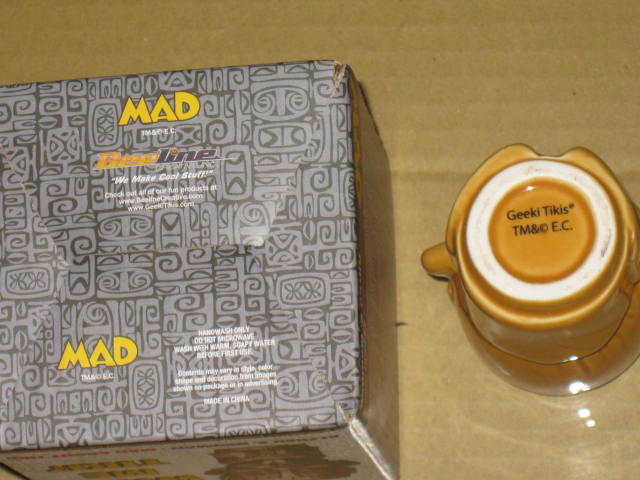 MAD
TM&© E.C.
BeeLine
"We Make Cool Stuff!"
Check out all of our fun products at
www.BeelineCreative.com
www.GeekiTikis.com
MAD
TM&© E.C.
HANDWASH ONLY
DO NOT MICROWAVE
WASH WITH WARM, SOAPY WATER
BEFORE FIRST USE.
Contents may vary in style, color,
shape and decoration from images
shown on package or in advertising.
MADE IN CHINA
Geeki Tikis®
TM&© E.C.